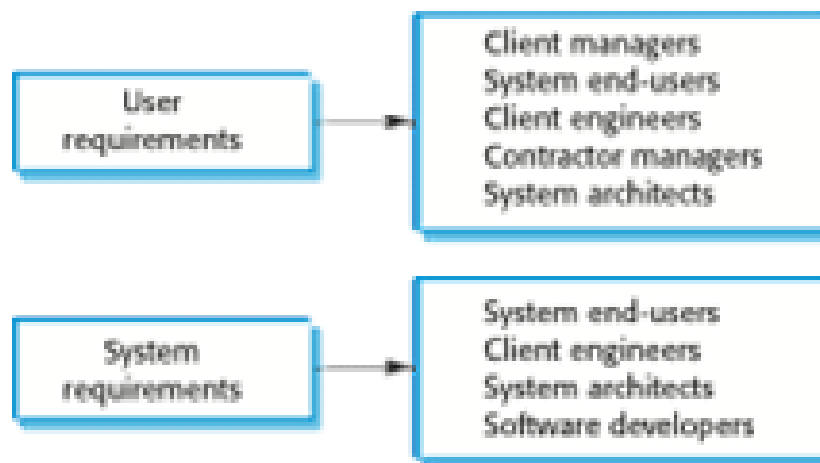 User
requirements
Client managers
System end-users
Client engineers
Contractor managers
System architects
System
requirements
System end-users
Client engineers
System architects
Software developers